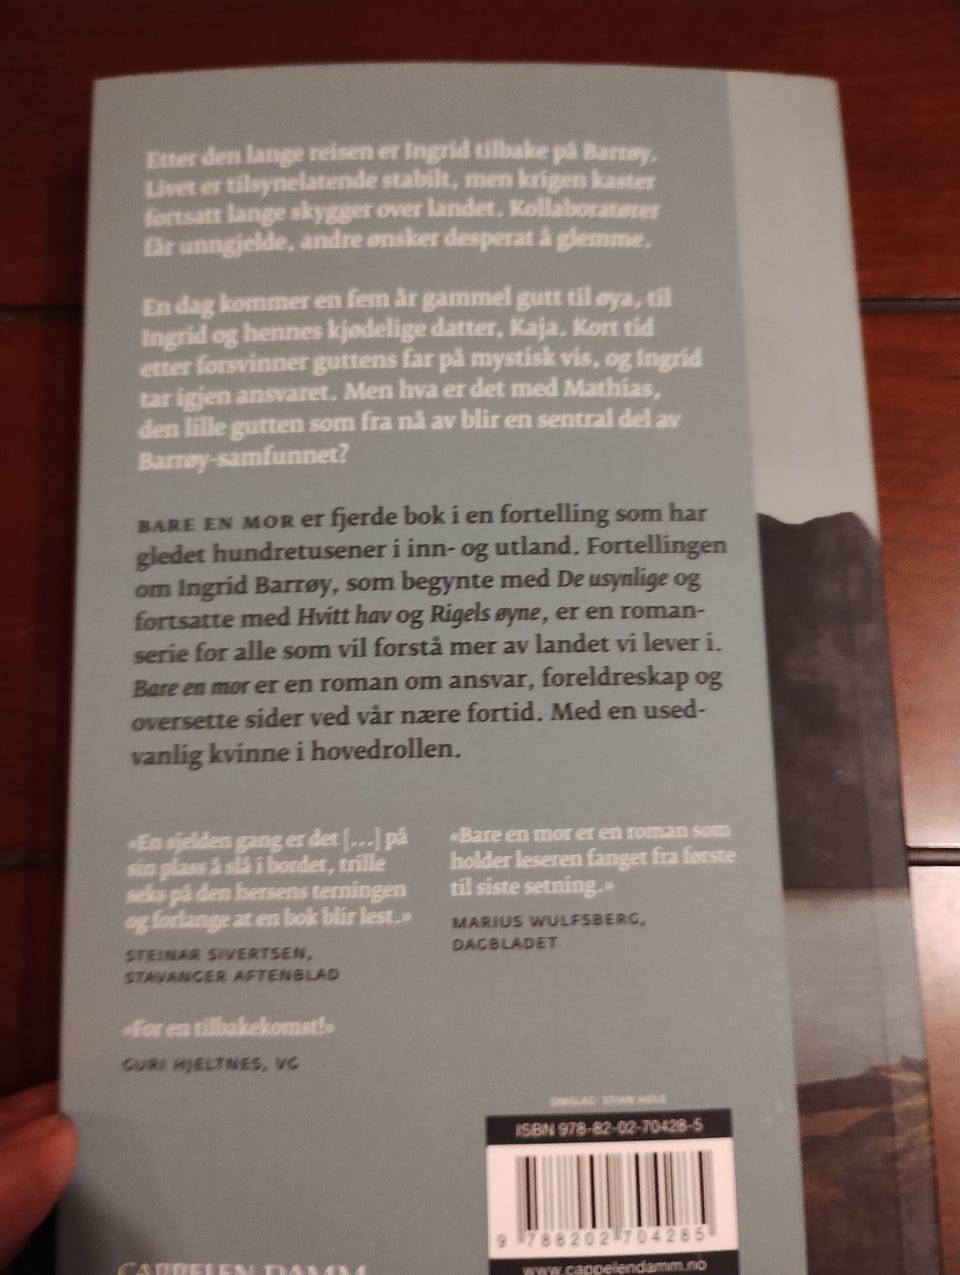 Etter den lange reisen er Ingrid tilbake på Barrøy.
Livet er tilsynelatende stabilt, men krigen kaster
fortsatt lange skygger over landet. Kollaboratører
får unngjelde, andre ønsker desperat å glemme.
En dag kommer en fem år gammel gutt til øya, til
Ingrid og hennes kjødelige datter, Kaja. Kort tid
etter forsvinner guttens far på mystisk vis, og Ingrid
tar igjen ansvaret. Men hva er det med Mathias,
den lille gutten som fra nå av blir en sentral del av
Barrøy-samfunnet?
BARE EN MOR er fjerde bok i en fortelling som har
gledet hundretusener i inn- og utland. Fortellingen
om Ingrid Barrøy, som begynte med De usynlige og
fortsatte med Hvitt hav og Rigels øyne, er en roman-
serie for alle som vil forstå mer av landet vi lever i.
Bare en mor er en roman om ansvar, foreldreskap og
oversette sider ved vår nære fortid. Med en used-
vanlig kvinne i hovedrollen.
«En sjelden gang er det [...] på
sin plass å slå i bordet, trille
seks på den hersens terningen
og forlange at en bok blir lest.»
STEINAR SIVERTSEN,
STAVANGER AFTENBLAD
«For en tilbakekomst!»
GURI HJELTNES, VG
«Bare en mor er en roman som
holder leseren fanget fra første
til siste setning.»
MARIUS WULFSBERG,
DAGBLADET
OMSLAG: STIAN HOLE
ISBN 978-82-02-70428-5
9 788202 704285
www.cappelendamm.no
CAPPELEN DAMM